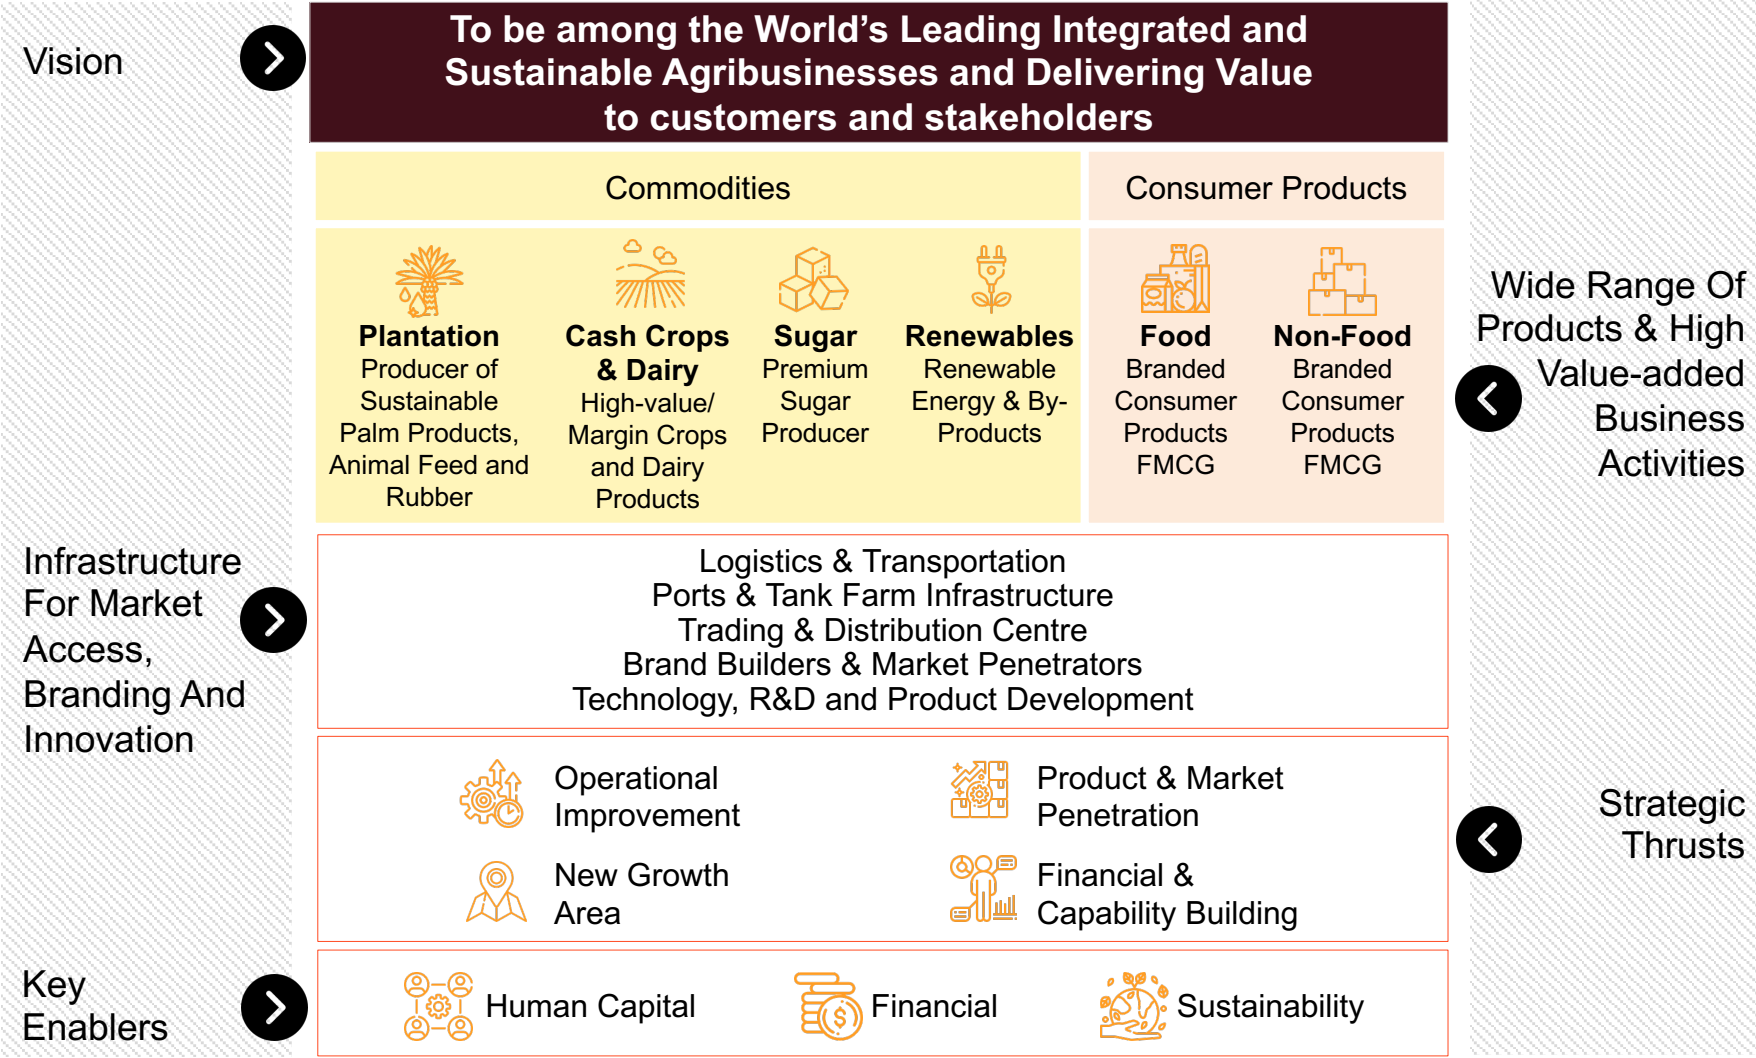 Vision
To be among the World’s Leading Integrated and
Sustainable Agribusinesses and Delivering Value
to customers and stakeholders
Commodities
Consumer Products
Plantation
Producer of
Sustainable
Palm Products,
Animal Feed and
Rubber
Cash Crops
& Dairy
High-value/
Margin Crops
and Dairy
Products
Sugar
Premium
Sugar
Producer
Renewables
Renewable
Energy & By-
Products
Food
Branded
Consumer
Products
FMCG
Non-Food
Branded
Consumer
Products
FMCG
Wide Range Of
Products & High
Value-added
Business
Activities
Infrastructure
For Market
Access,
Branding And
Innovation
Logistics & Transportation
Ports & Tank Farm Infrastructure
Trading & Distribution Centre
Brand Builders & Market Penetrators
Technology, R&D and Product Development
Operational
Improvement
Product & Market
Penetration
New Growth
Area
Financial &
Capability Building
Strategic
Thrusts
Key
Enablers
Human Capital
$
Financial
Sustainability